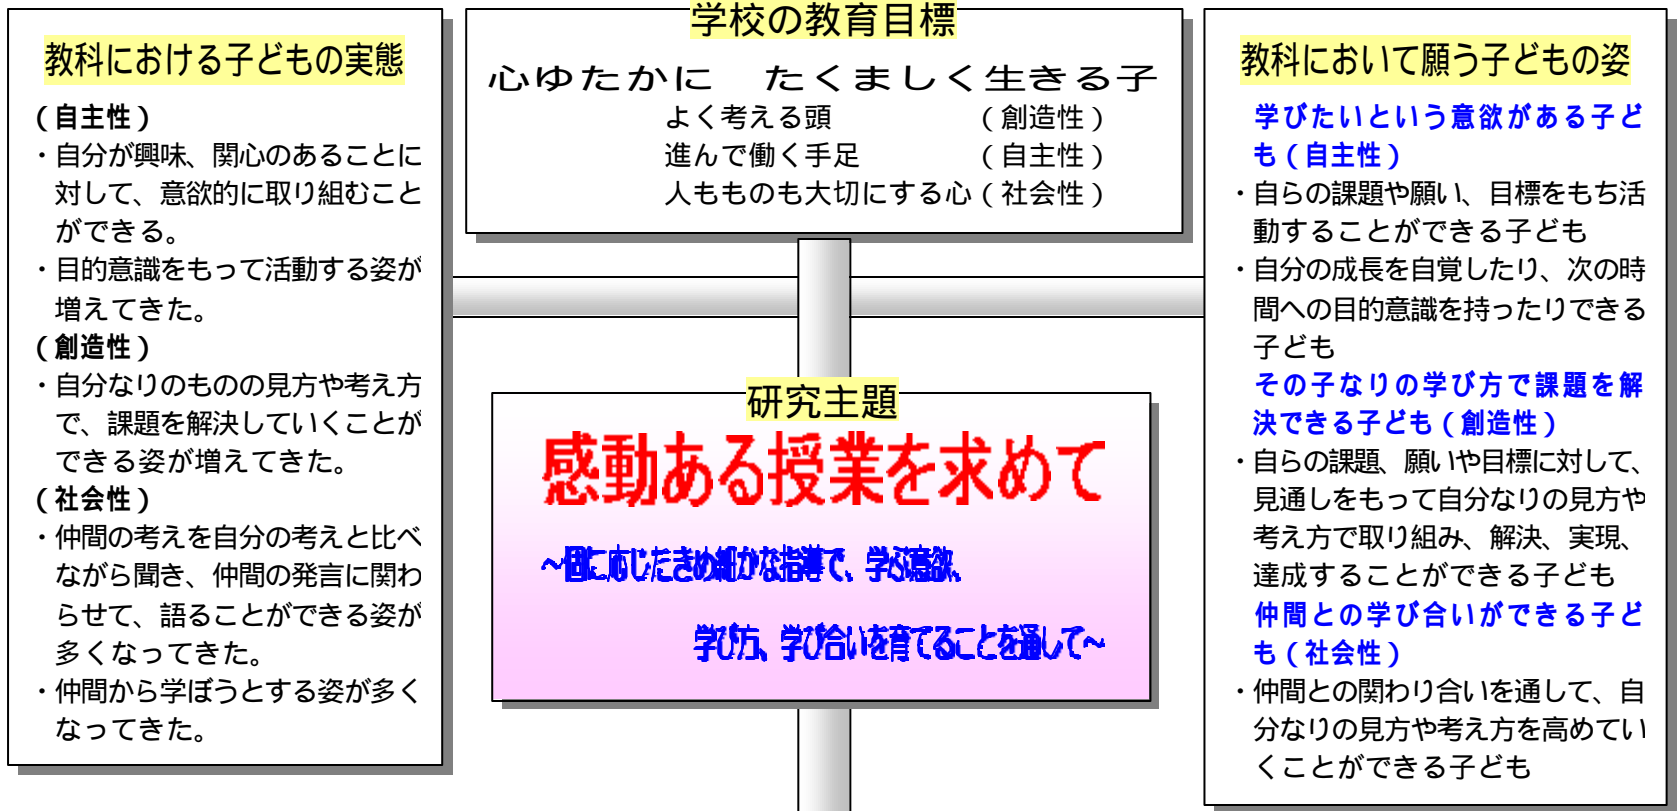 教科における子どもの実態
(自主性)
・自分が興味、関心のあることに
対して、意欲的に取り組むこと
ができる。
・目的意識をもって活動する姿が
増えてきた。
(創造性)
・自分なりのものの見方や考え方
で、課題を解決していくことが
できる姿が増えてきた。
(社会性)
・仲間の考えを自分の考えと比べ
ながら聞き、仲間の発言に関わ
らせて、語ることができる姿が
多くなってきた。
・仲間から学ぼうとする姿が多く
なってきた。
学校の教育目標
心ゆたかに たくましく生きる子
よく考える頭 (創造性)
進んで働く手足 (自主性)
人もものも大切にする心(社会性)
研究主題
感動ある授業を求めて
~個に応じたきめ細かな指導で、学ぶ意欲、
学び方、学び合いを育てることを通して~
教科において願う子どもの姿
学びたいという意欲がある子ど
も(自主性)
・自らの課題や願い、目標をもち活
動することができる子ども
・自分の成長を自覚したり、次の時
間への目的意識を持ったりできる
子ども
その子なりの学び方で課題を解
決できる子ども(創造性)
・自らの課題、願いや目標に対して、
見通しをもって自分なりの見方や
考え方で取り組み、解決、実現、
達成することができる子ども
仲間との学び合いができる子ど
も(社会性)
・仲間との関わり合いを通して、自
分なりの見方や考え方を高めてい
くことができる子ども